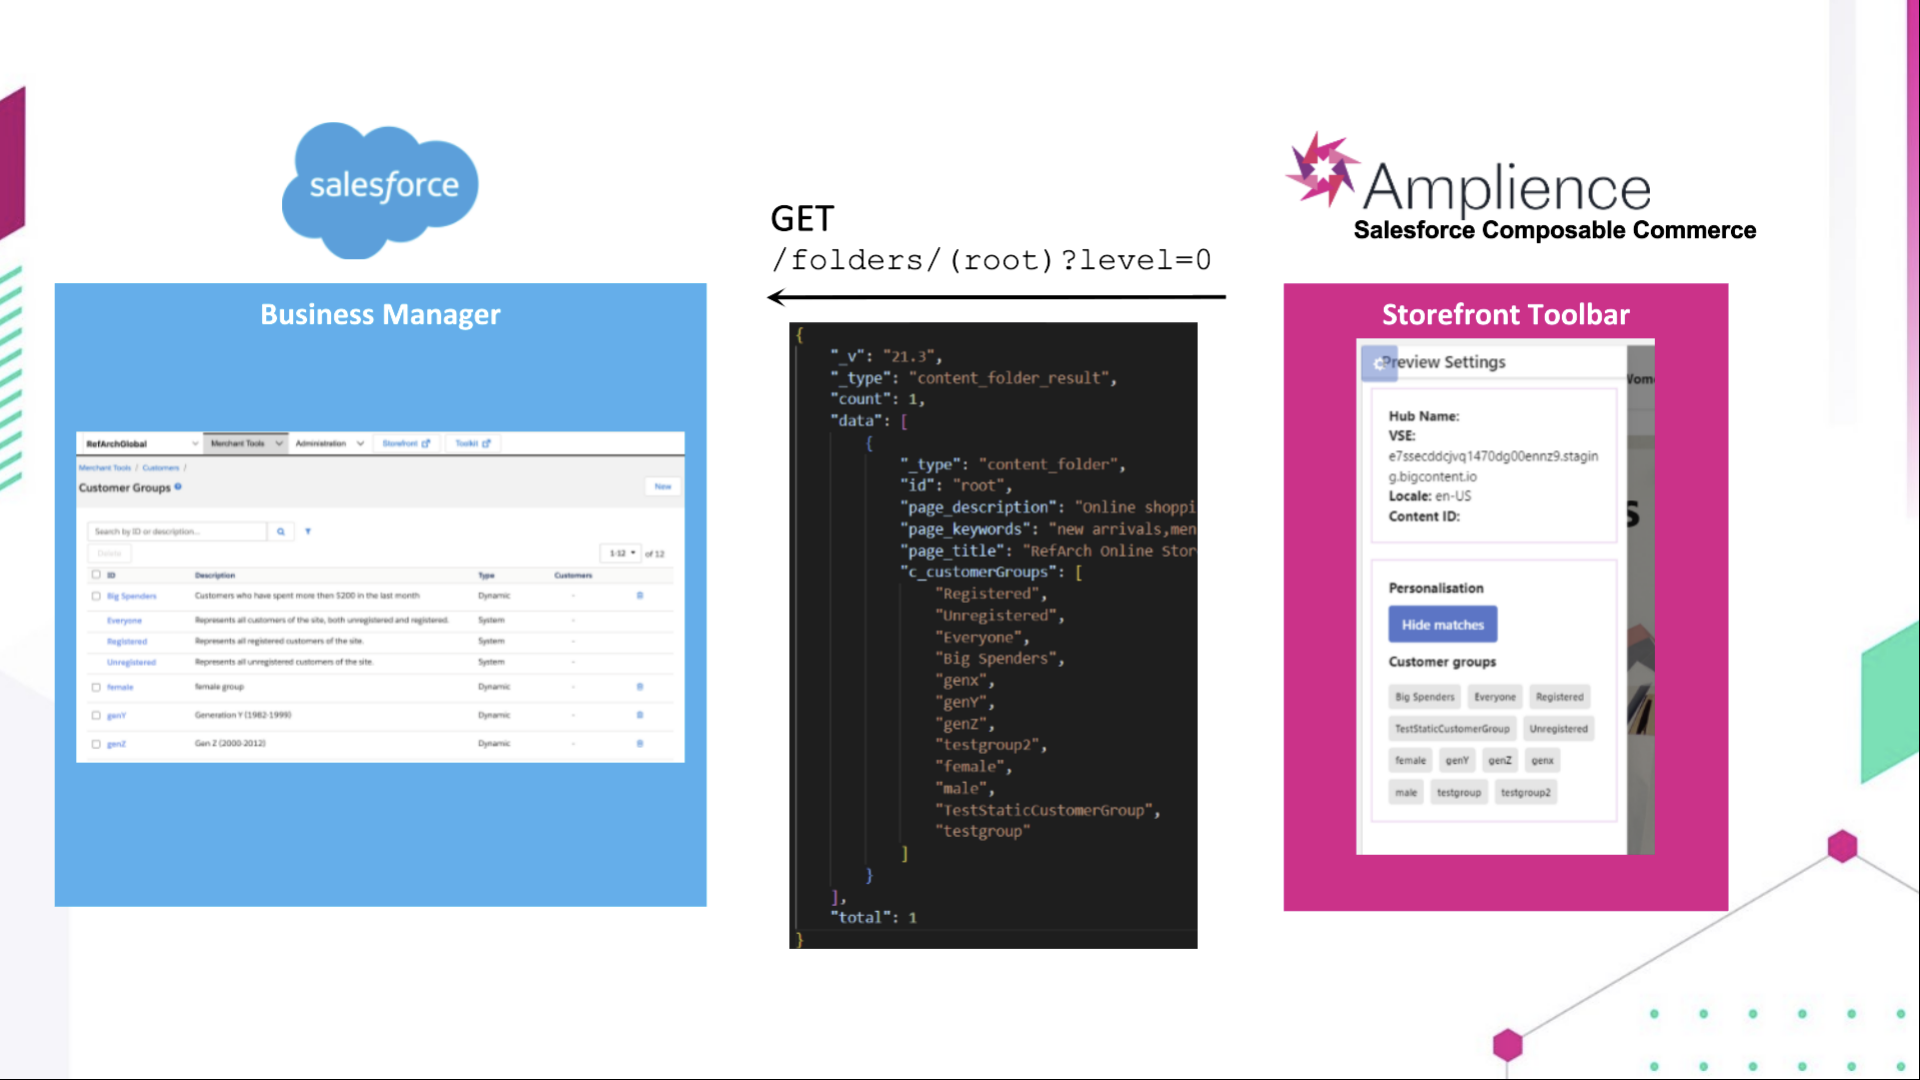 salesforce
Business Manager
RefArchGlobal Merchant Tools Administration Storefront Toolkit
Merchant Tools / Customers /
Customer Groups
New
Search by ID or description...
Delete
1-12 of 12
ID Description Type Customers
Big Spenders Customers who have spent more then $200 in the last month Dynamic -
Everyone Represents all customers of the site, both unregistered and registered. System -
Registered Represents all registered customers of the site. System -
Unregistered Represents all unregistered customers of the site. System -
female female group Dynamic -
genY Generation Y (1982-1999) Dynamic -
genZ Gen Z (2000-2012) Dynamic -
GET
/folders/(root)?level=0
{
"_v": "21.3",
"_type": "content_folder_result",
"count": 1,
"data": [
{
"_type": "content_folder",
"id": "root",
"page_description": "Online shoppi
"page_keywords": "new arrivals,men
"page_title": "RefArch Online Stor
"c_customerGroups": [
"Registered",
"Unregistered",
"Everyone",
"Big Spenders",
"genx",
"genY",
"genZ",
"testgroup2",
"female",
"male",
"TestStaticCustomerGroup",
"testgroup"
]
}
],
"total": 1
}
Amplience
Salesforce Composable Commerce
Storefront Toolbar
Preview Settings
Hub Name:
VSE:
e7ssecddcjvq1470dg00ennz9.stagin
g.bigcontent.io
Locale: en-US
Content ID:
Personalisation
Hide matches
Customer groups
Big Spenders Everyone Registered
TestStaticCustomerGroup Unregistered
female genY genZ genx
male testgroup testgroup2